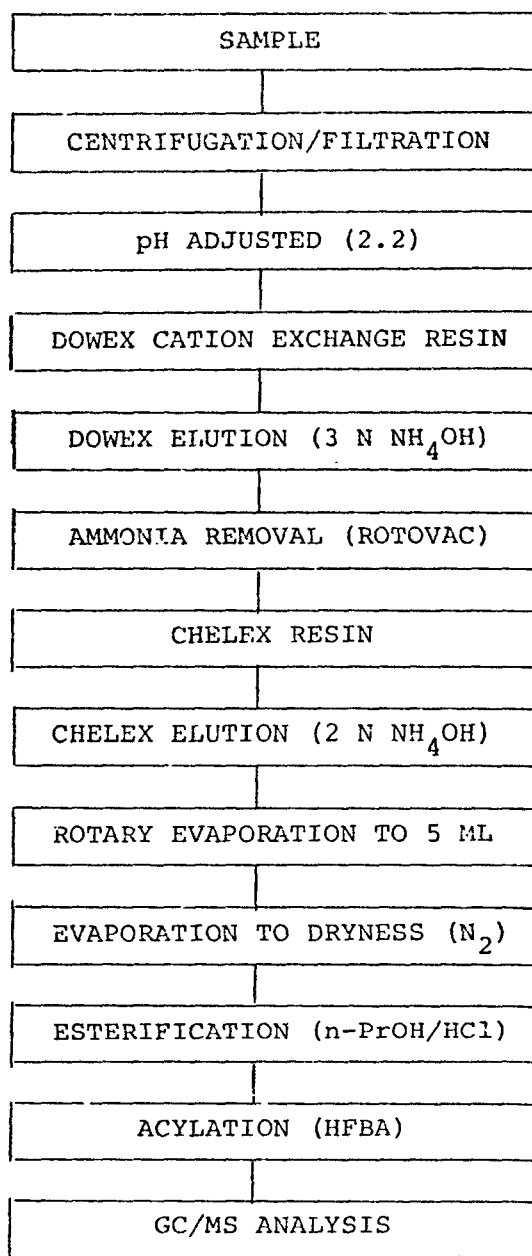 SAMPLE
CENTRIFUGATION/FILTRATION
pH ADJUSTED (2.2)
DOWEX CATION EXCHANGE RESIN
DOWEX ELUTION (3 N NH₄OH)
AMMONIA REMOVAL (ROTOVAC)
CHELEX RESIN
CHELEX ELUTION (2 N NH₄OH)
ROTARY EVAPORATION TO 5 ML
EVAPORATION TO DRYNESS (N₂)
ESTERIFICATION (n-PrOH/HCl)
ACYLATION (HFBA)
GC/MS ANALYSIS